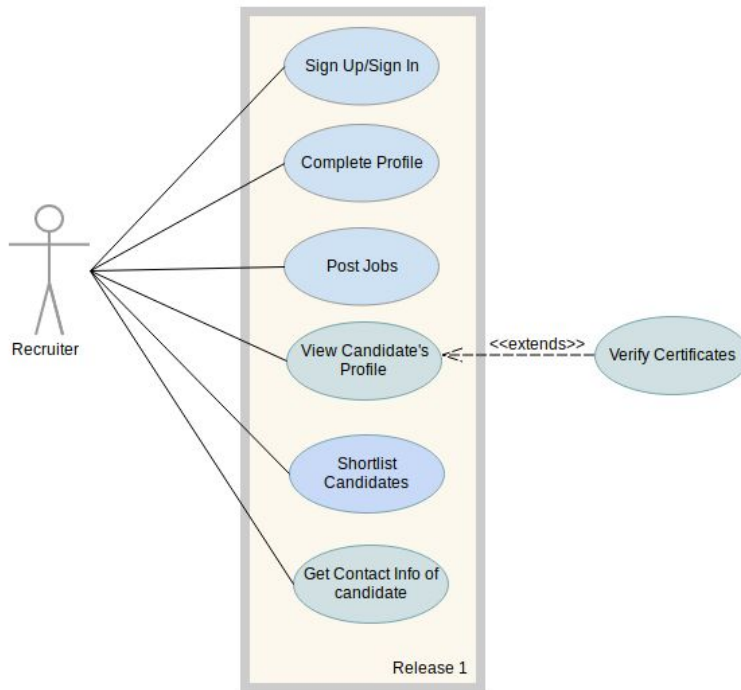 Sign Up/Sign In
Complete Profile
Post Jobs
Recruiter
View Candidate's
Profile
<<extends>>
Verify Certificates
Shortlist
Candidates
Get Contact Info of
candidate
Release 1